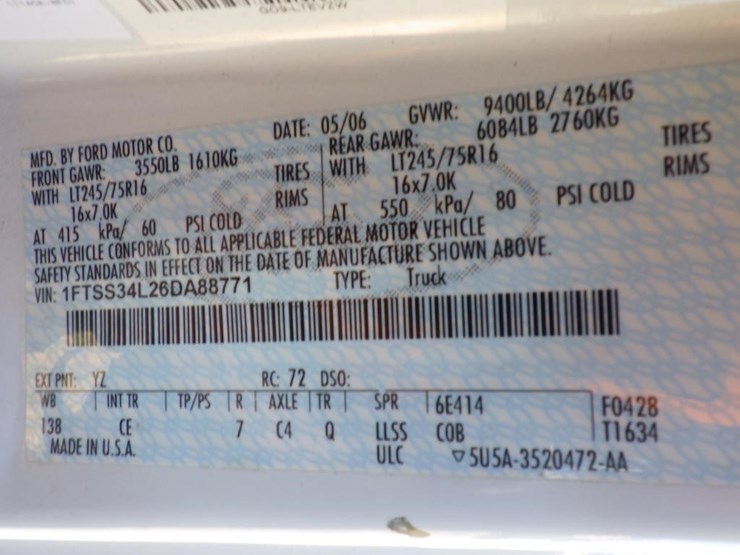 MFD. BY FORD MOTOR CO. DATE: 05/06 GVWR: 9400LB/ 4264KG
FRONT GAWR: 3550LB 1610KG REAR GAWR: 6084LB 2760KG
WITH LT245/75R16 TIRES WITH LT245/75R16 TIRES
16x7.0K RIMS 16x7.0K RIMS
AT 415 kPa/ 60 PSI COLD AT 550 kPa/ 80 PSI COLD
THIS VEHICLE CONFORMS TO ALL APPLICABLE FEDERAL MOTOR VEHICLE
SAFETY STANDARDS IN EFFECT ON THE DATE OF MANUFACTURE SHOWN ABOVE.
VIN: 1FTSS34L26DA88771 TYPE: Truck
EXT PNT: YZ RC: 72 DSO:
WB INT TR TP/PS R AXLE TR SPR 6E414 F0428
138 CE 7 C4 Q LLSS COB T1634
MADE IN U.S.A. ULC ▽5U5A-3520472-AA